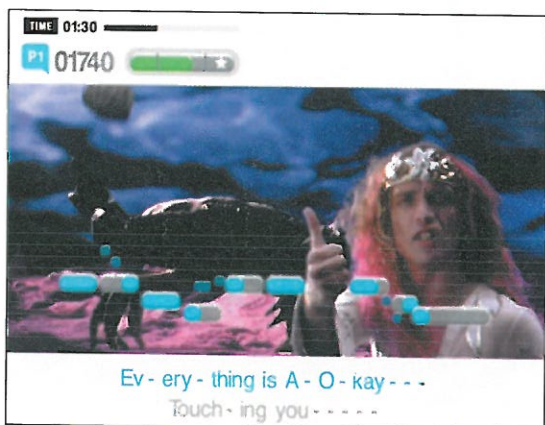 TIME 01:30
P1 01740
Ev - ery - thing is A - O - kay - - -
Touch - ing you - - - - -